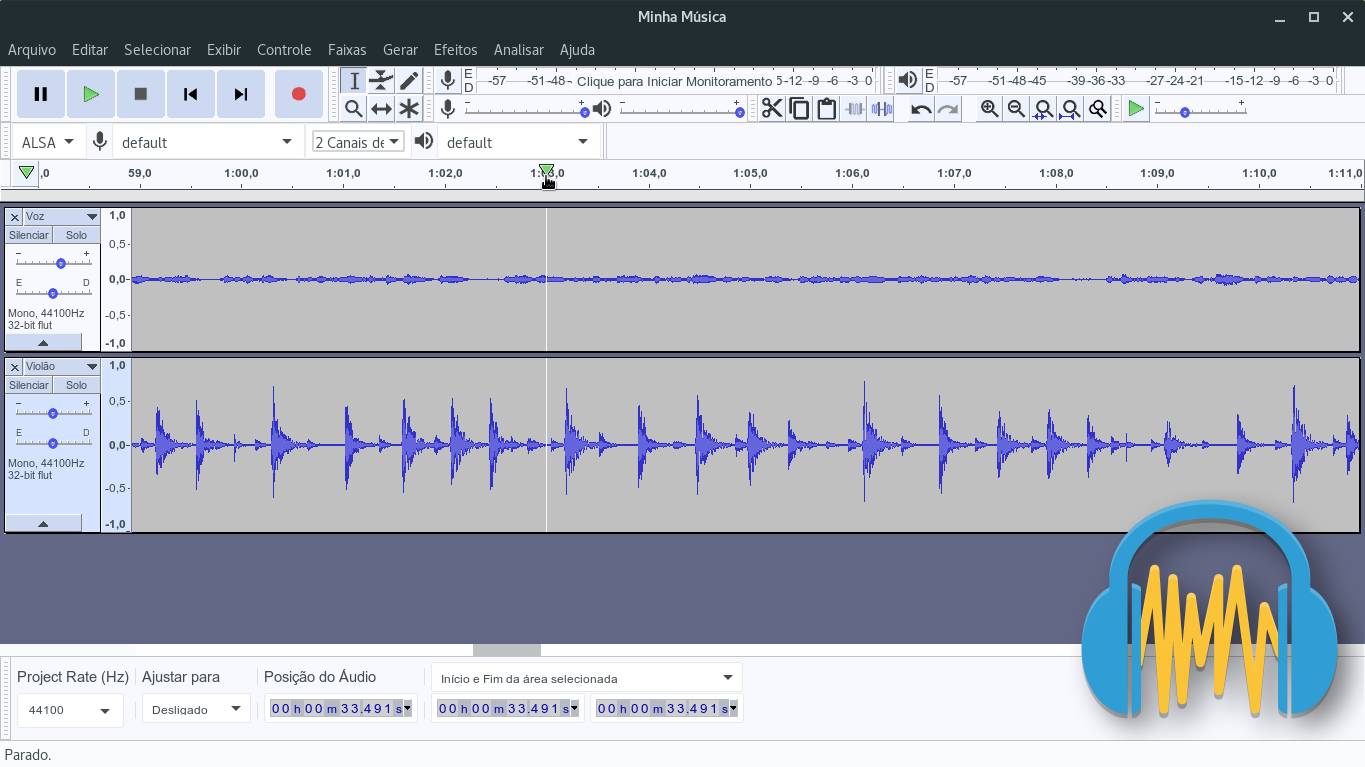 Minha Música
Arquivo Editar Selecionar Exibir Controle Faixas Gerar Efeitos Analisar Ajuda
E D -57 -51 -48- Clique para Iniciar Monitoramento 5 -12 -9 -6 -3 0
E D -57 -51 -48 -45 -39 -36 -33 -27 -24 -21 -15 -12 -9 -6 -3 0
ALSA default 2 Canais de default
,0 59,0 1:00,0 1:01,0 1:02,0 1:03,0 1:04,0 1:05,0 1:06,0 1:07,0 1:08,0 1:09,0 1:10,0 1:11,0
Voz
Silenciar Solo
- +
E D
Mono, 44100Hz
32-bit flut
1,0
0,5-
0,0-
-0,5-
-1,0
Violão
Silenciar Solo
- +
E D
Mono, 44100Hz
32-bit flut
1,0
0,5-
0,0-
-0,5-
-1,0
Project Rate (Hz) Ajustar para Posição do Áudio Início e Fim da área selecionada
44100 Desligado 00 h 00 m 33.491 s 00 h 00 m 33.491 s 00 h 00 m 33.491 s
Parado.